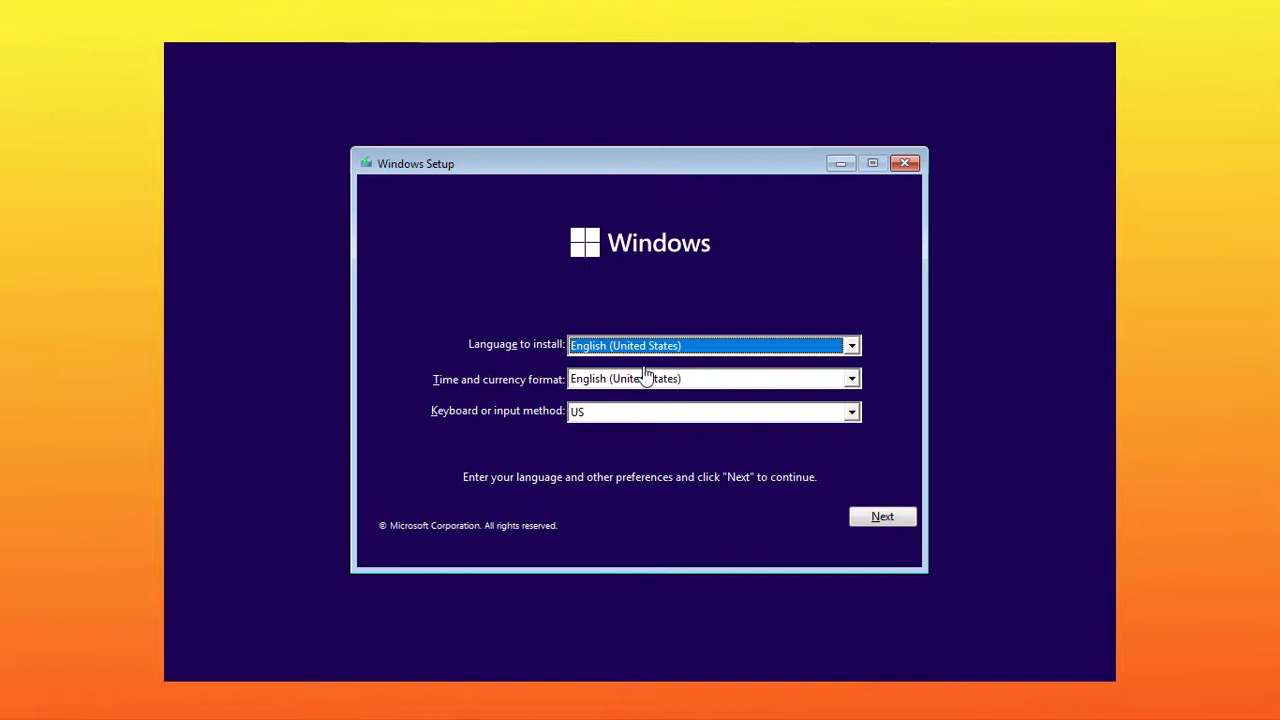 Windows Setup
Windows
Language to install: English (United States)
Time and currency format: English (United States)
Keyboard or input method: US
Enter your language and other preferences and click "Next" to continue.
Next
© Microsoft Corporation. All rights reserved.